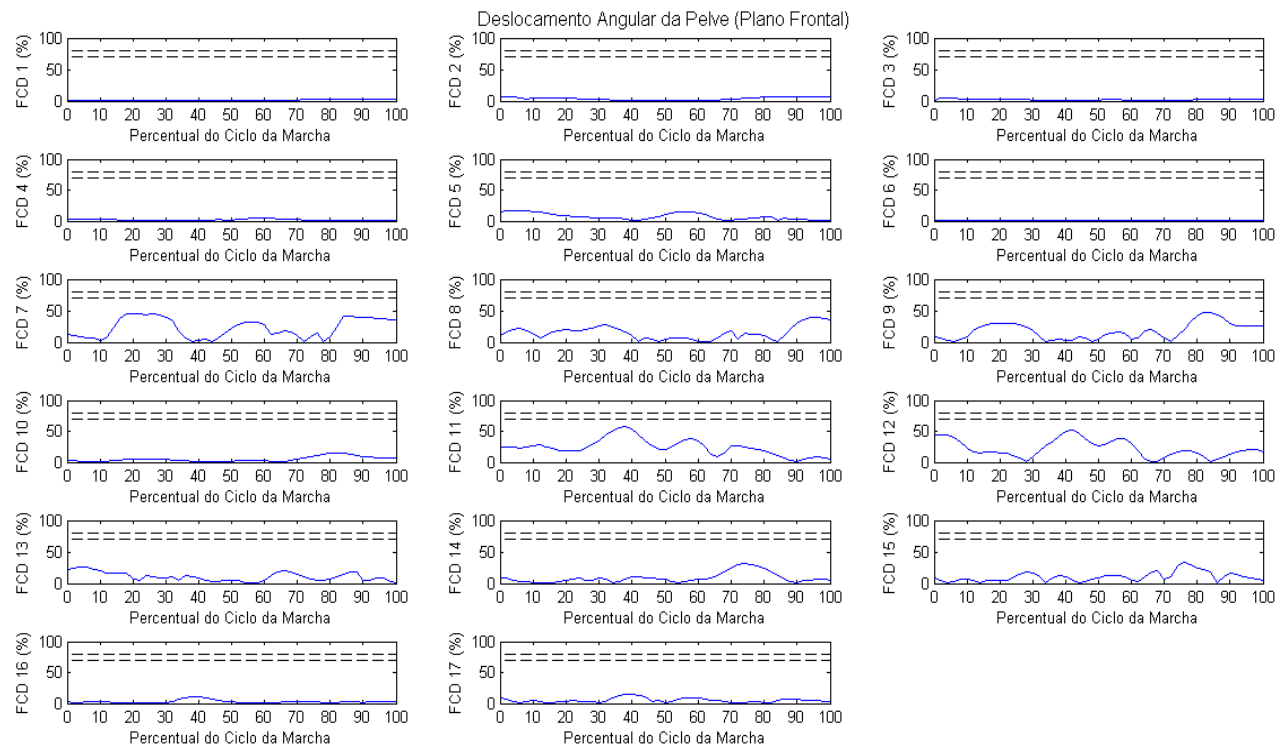 Deslocamento Angular da Pelve (Plano Frontal)
FCD 1 (%)
100
50
0
0 10 20 30 40 50 60 70 80 90 100
Percentual do Ciclo da Marcha
FCD 2 (%)
100
50
0
0 10 20 30 40 50 60 70 80 90 100
Percentual do Ciclo da Marcha
FCD 3 (%)
100
50
0
0 10 20 30 40 50 60 70 80 90 100
Percentual do Ciclo da Marcha
FCD 4 (%)
100
50
0
0 10 20 30 40 50 60 70 80 90 100
Percentual do Ciclo da Marcha
FCD 5 (%)
100
50
0
0 10 20 30 40 50 60 70 80 90 100
Percentual do Ciclo da Marcha
FCD 6 (%)
100
50
0
0 10 20 30 40 50 60 70 80 90 100
Percentual do Ciclo da Marcha
FCD 7 (%)
100
50
0
0 10 20 30 40 50 60 70 80 90 100
Percentual do Ciclo da Marcha
FCD 8 (%)
100
50
0
0 10 20 30 40 50 60 70 80 90 100
Percentual do Ciclo da Marcha
FCD 9 (%)
100
50
0
0 10 20 30 40 50 60 70 80 90 100
Percentual do Ciclo da Marcha
FCD 10 (%)
100
50
0
0 10 20 30 40 50 60 70 80 90 100
Percentual do Ciclo da Marcha
FCD 11 (%)
100
50
0
0 10 20 30 40 50 60 70 80 90 100
Percentual do Ciclo da Marcha
FCD 12 (%)
100
50
0
0 10 20 30 40 50 60 70 80 90 100
Percentual do Ciclo da Marcha
FCD 13 (%)
100
50
0
0 10 20 30 40 50 60 70 80 90 100
Percentual do Ciclo da Marcha
FCD 14 (%)
100
50
0
0 10 20 30 40 50 60 70 80 90 100
Percentual do Ciclo da Marcha
FCD 15 (%)
100
50
0
0 10 20 30 40 50 60 70 80 90 100
Percentual do Ciclo da Marcha
FCD 16 (%)
100
50
0
0 10 20 30 40 50 60 70 80 90 100
Percentual do Ciclo da Marcha
FCD 17 (%)
100
50
0
0 10 20 30 40 50 60 70 80 90 100
Percentual do Ciclo da Marcha